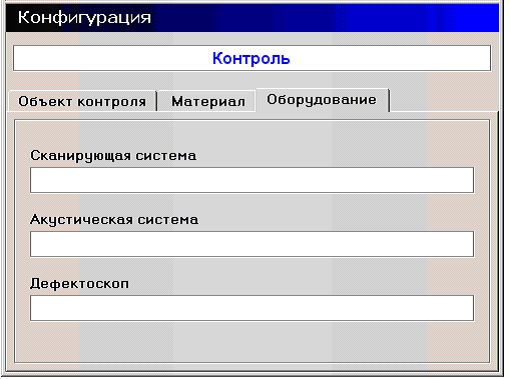 Конфигурация
Контроль
Объект контроля Материал Оборудование
Сканирующая система
Акустическая система
Дефектоскоп